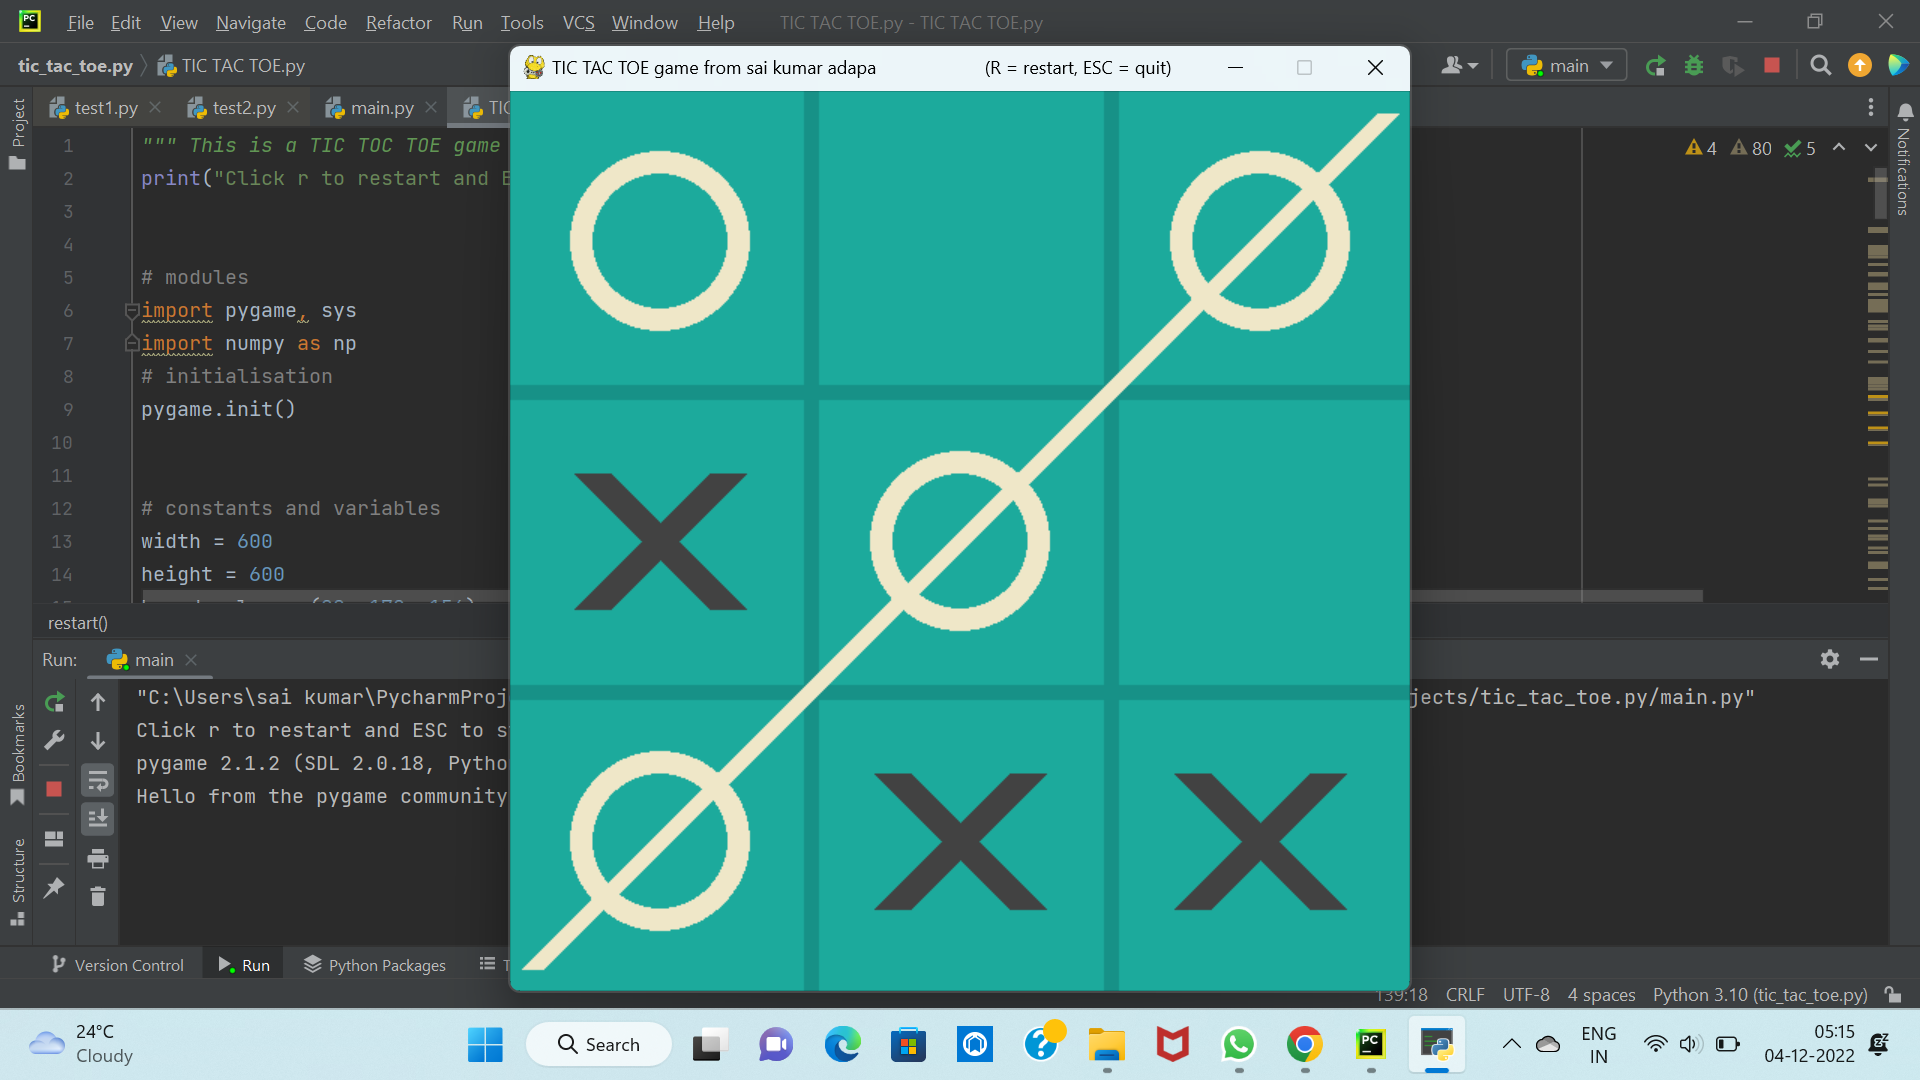 PC File Edit View Navigate Code Refactor Run Tools VCS Window Help TIC TAC TOE.py - TIC TAC TOE.py
tic_tac_toe.py TIC TAC TOE.py
main
TIC TAC TOE game from sai kumar adapa (R = restart, ESC = quit)
test1.py test2.py main.py TIC
Project
Notifications
4 80 5
1 """ This is a TIC TOC TOE game
2 print("Click r to restart and E
3
4
5 # modules
6 import pygame, sys
7 import numpy as np
8 # initialisation
9 pygame.init()
10
11
12 # constants and variables
13 width = 600
14 height = 600
restart()
Run: main
"C:\Users\sai kumar\PycharmProj jects/tic_tac_toe.py/main.py"
Click r to restart and ESC to s
pygame 2.1.2 (SDL 2.0.18, Pytho
Hello from the pygame community
Bookmarks
Structure
Version Control Run Python Packages T
139:18 CRLF UTF-8 4 spaces Python 3.10 (tic_tac_toe.py)
24°C
Cloudy
Search
PC
ENG
IN
05:15
04-12-2022